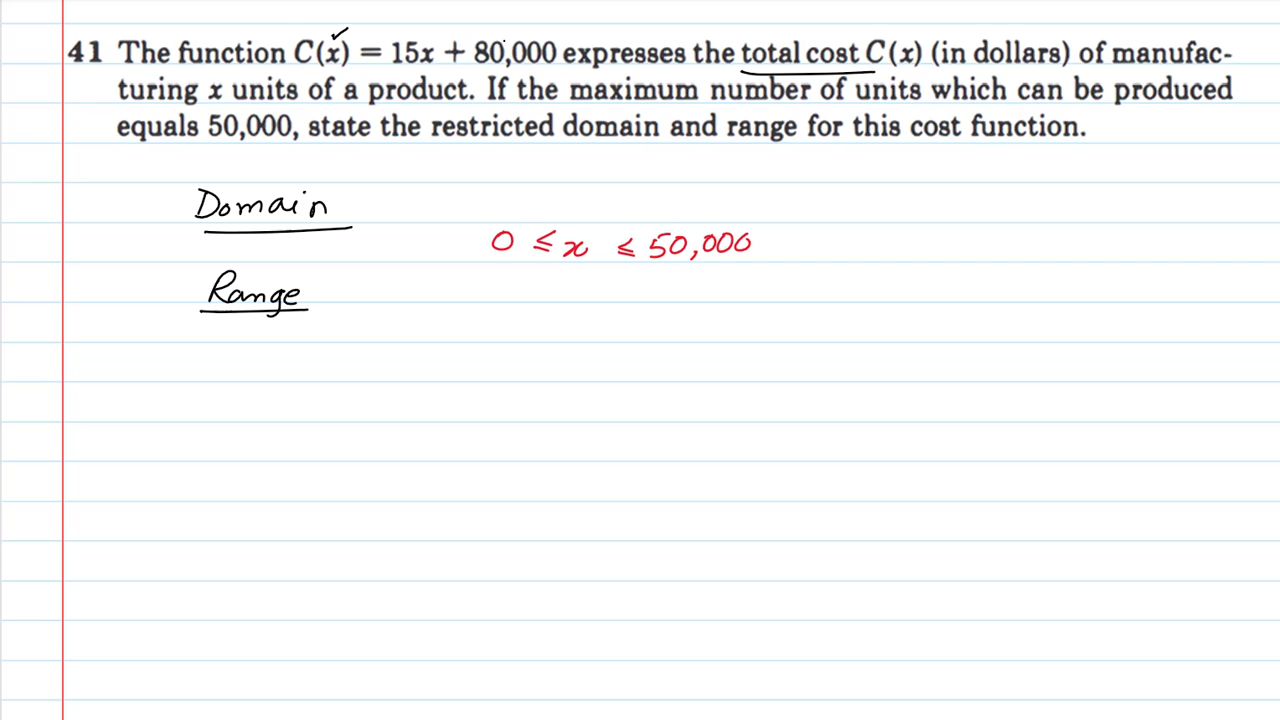 41 The function C(x) = 15x + 80,000 expresses the total cost C(x) (in dollars) of manufac-
turing x units of a product. If the maximum number of units which can be produced
equals 50,000, state the restricted domain and range for this cost function.
Domain
0 ≤ x ≤ 50,000
Range